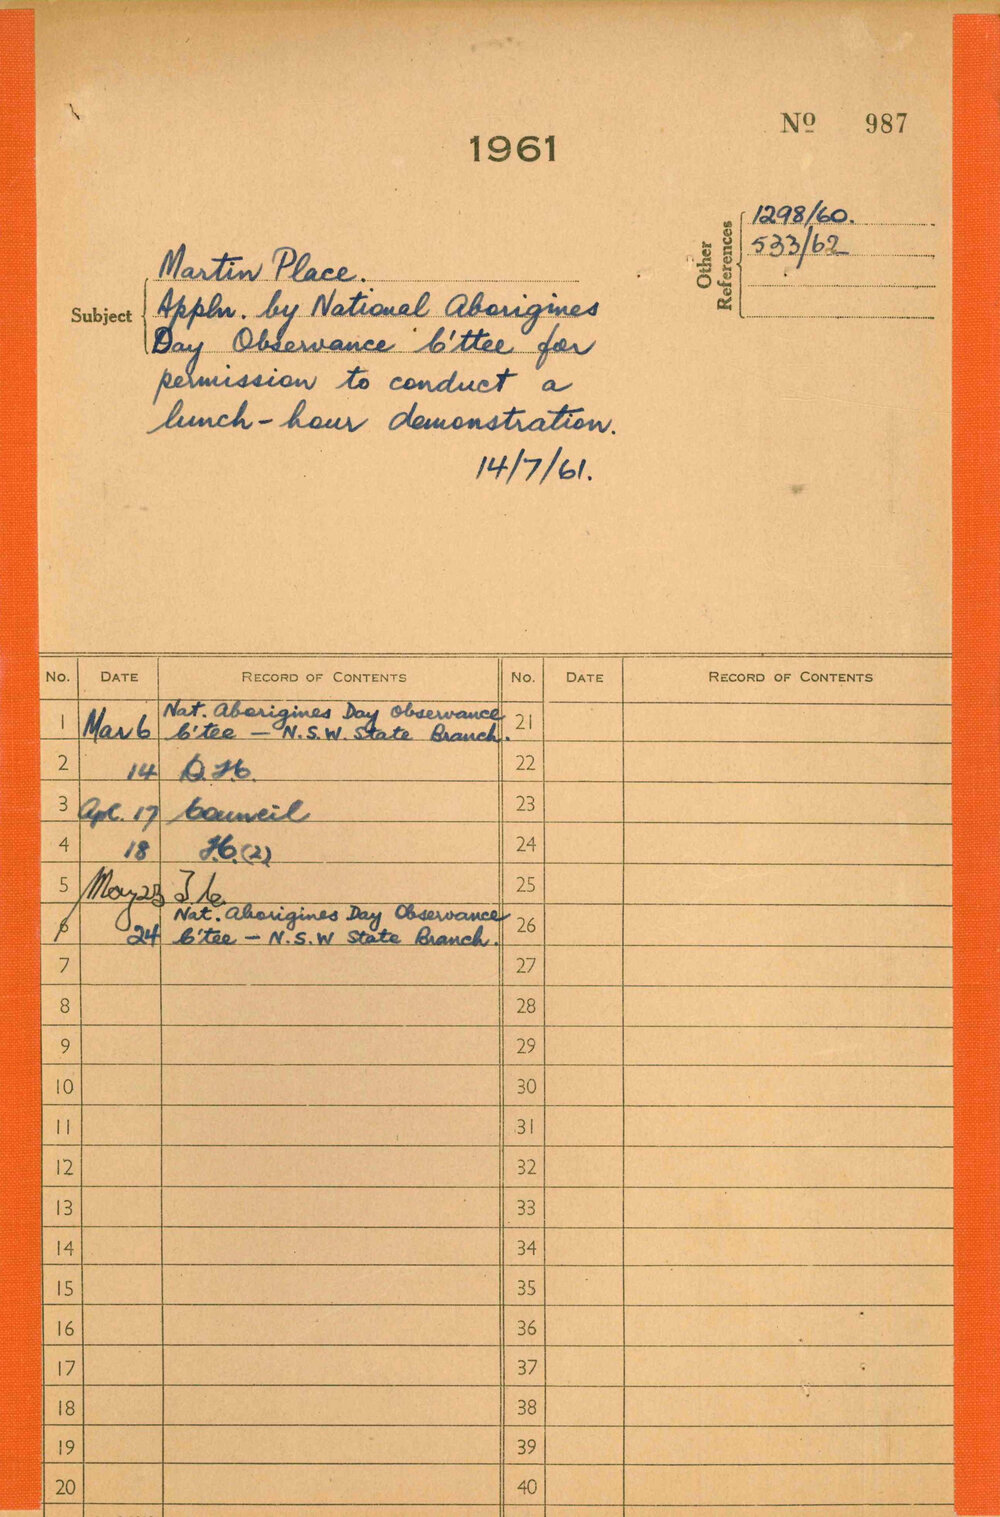 1961
Nº 987
Other References
1298/60.
533/62
Subject
Martin Place.
Appln. by National Aborigines
Day Observance C'ttee for
permission to conduct a
lunch-hour demonstration.
14/7/61.
No. DATE RECORD OF CONTENTS No. DATE RECORD OF CONTENTS
1 Mar 6 Nat. Aborigines Day Observance
C'tee — N.S.W. State Branch. 21
2 14 22
3 Apl. 17 Council 23
4 18 (2) 24
5 May 23 25
6 24 Nat. Aborigines Day Observance
C'tee — N.S.W State Branch. 26
7 27
8 28
9 29
10 30
11 31
12 32
13 33
14 34
15 35
16 36
17 37
18 38
19 39
20 40